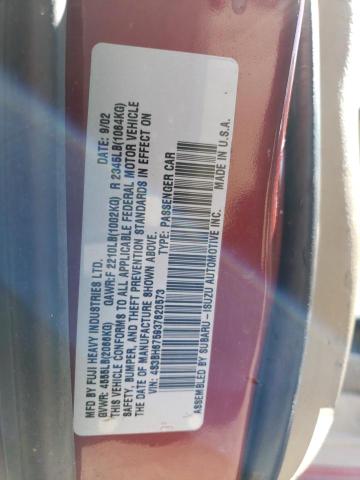 MFD BY FUJI HEAVY INDUSTRIES LTD. DATE: 9/02
GVWR: 4555LB(2066KG) GAWR:F 2210LB(1002KG) R 2345LB(1064KG)
THIS VEHICLE CONFORMS TO ALL APPLICABLE FEDERAL MOTOR VEHICLE
SAFETY, BUMPER, AND THEFT PREVENTION STANDARDS IN EFFECT ON
THE DATE OF MANUFACTURE SHOWN ABOVE.
4S3BH675937620573 TYPE: PASSENGER CAR
ASSEMBLED BY SUBARU-ISUZU AUTOMOTIVE INC. MADE IN U.S.A.